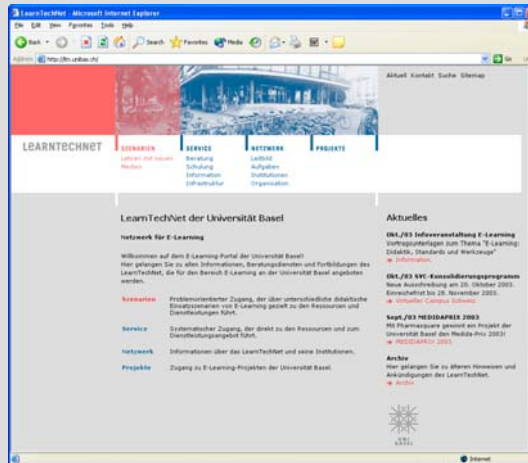 LearnTechNet - Microsoft Internet Explorer
File Edit View Favorites Tools Help
Back Search Favorites Media
Address http://ltn.unibas.ch/ Go
Aktuell Kontakt Suche Sitemap
LEARNTECHNET
SZENARIEN SERVICE NETZWERK PROJEKTE
Lehren mit neuen Beratung Leitbild
Medien Schulung Aufgaben
Information Institutionen
Infrastruktur Organisation
LearnTechNet der Universität Basel
Netzwerk für E-Learning
Willkommen auf dem E-Learning-Portal der Universität Basel!
Hier gelangen Sie zu allen Informationen, Beratungsdiensten und Fortbildungen des
LearnTechNet, die für den Bereich E-Learning an der Universität Basel angeboten
werden.
Szenarien Problemorientierter Zugang, der über unterschiedliche didaktische
Einsatzszenarien von E-Learning gezielt zu den Ressourcen und
Dienstleistungen führt.
Service Systematischer Zugang, der direkt zu den Ressourcen und zum
Dienstleistungsangebot führt.
Netzwerk Informationen über das LearnTechNet und seine Institutionen.
Projekte Zugang zu E-Learning-Projekten der Universität Basel.
Aktuelles
Okt./03 Infoveranstaltung E-Learning
Vortragsunterlagen zum Thema "E-Learning:
Didaktik, Standards und Werkzeuge"
Information
Okt./03 SVC-Konsolidierungsprogramm
Neue Ausschreibung am 20. Oktober 2003.
Einreichefrist bis 28. November 2003.
Virtueller Campus Schweiz
Sept./03 MEDIDAPRIX 2003
Mit Pharmasquare gewinnt ein Projekt der
Universität Basel den Medida-Prix 2003!
MEDIDAPRIX 2003
Archiv
Hier gelangen Sie zu älteren Hinweisen und
Ankündigungen des LearnTechNet.
Archiv
UNI
BASEL
Internet